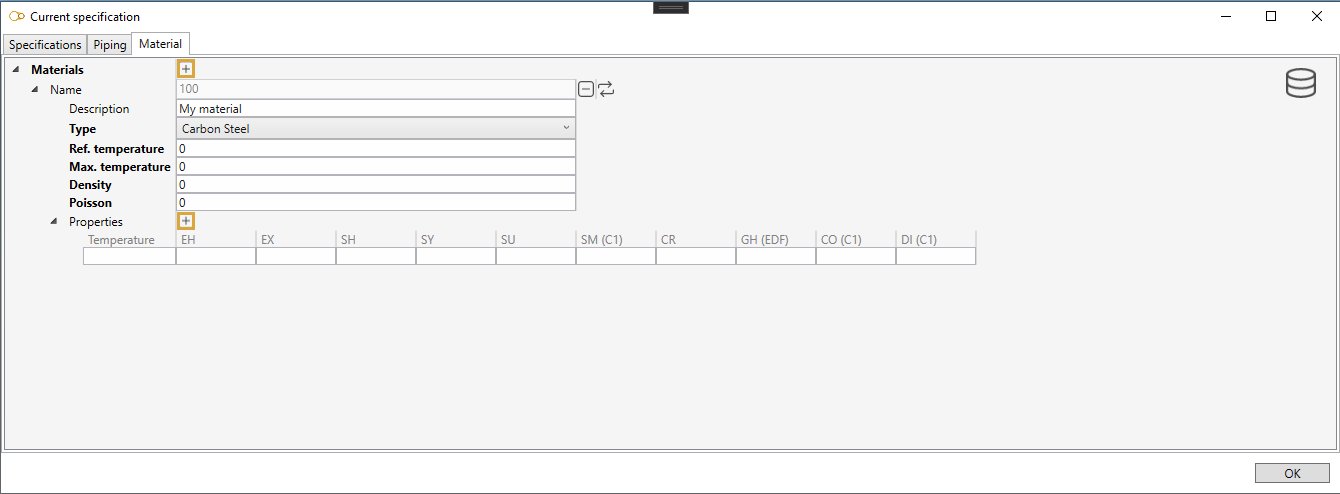 Current specification
Specifications Piping Material
Materials
Name 100
Description My material
Type Carbon Steel
Ref. temperature 0
Max. temperature 0
Density 0
Poisson 0
Properties
Temperature EH EX SH SY SU SM (C1) CR GH (EDF) CO (C1) DI (C1)
OK